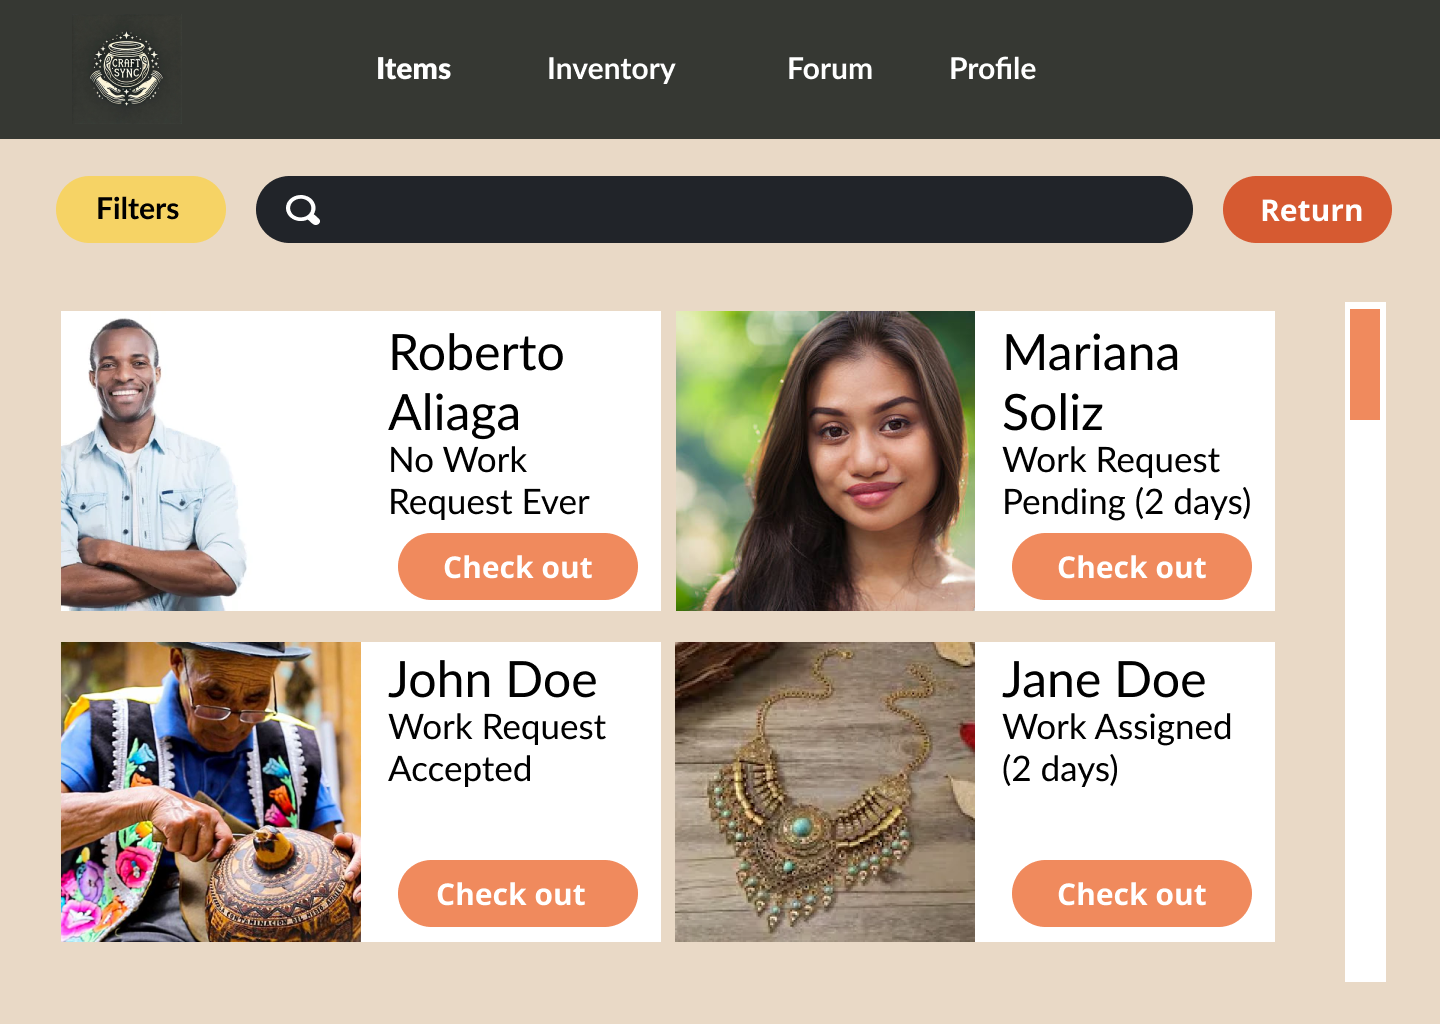 CRAFT
SYNC
Items
Inventory
Forum
Profile
Filters
Return
Roberto
Aliaga
No Work
Request Ever
Check out
Mariana
Soliz
Work Request
Pending (2 days)
Check out
John Doe
Work Request
Accepted
Check out
Jane Doe
Work Assigned
(2 days)
Check out